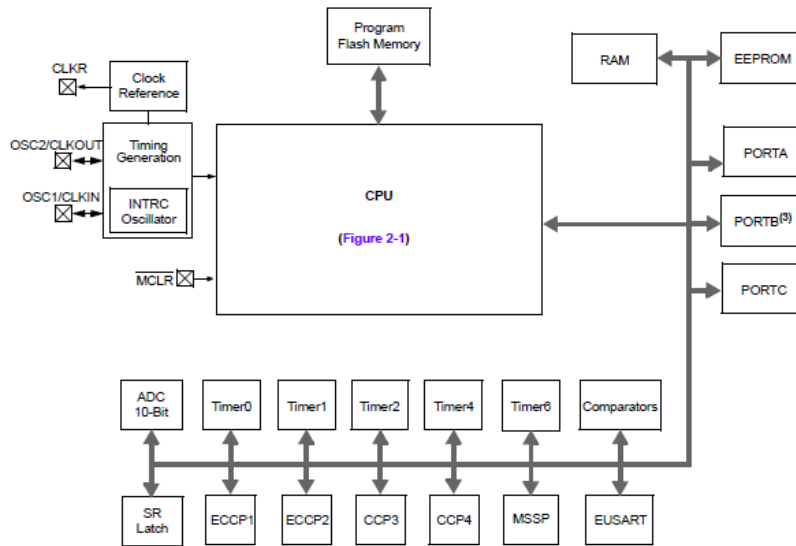 Program
Flash Memory
RAM
EEPROM
CLKR
Clock
Reference
OSC2/CLKOUT
Timing
Generation
PORTA
OSC1/CLKIN
INTRC
Oscillator
CPU
(Figure 2-1)
PORTB(3)
MCLR
PORTC
ADC
10-Bit
Timer0
Timer1
Timer2
Timer4
Timer6
Comparators
SR
Latch
ECCP1
ECCP2
CCP3
CCP4
MSSP
EUSART